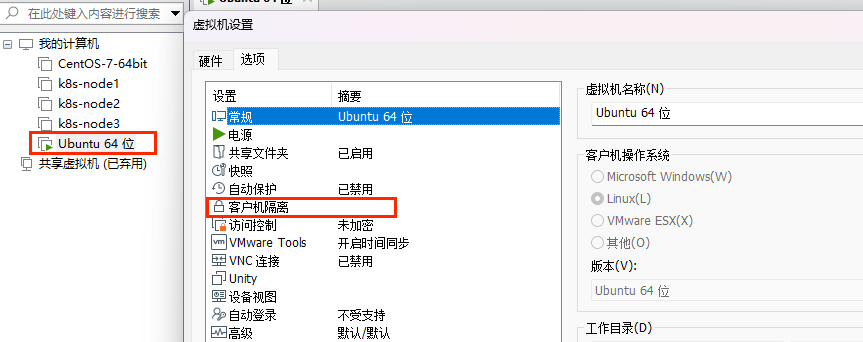 在此处键入内容进行搜索
我的计算机
CentOS-7-64bit
k8s-node1
k8s-node2
k8s-node3
Ubuntu 64 位
共享虚拟机 (已弃用)
Ubuntu 64 位
虚拟机设置
硬件 选项
设置 摘要
常规 Ubuntu 64 位
电源
共享文件夹 已启用
快照
自动保护 已禁用
客户机隔离
访问控制 未加密
VMware Tools 开启时间同步
VNC 连接 已禁用
Unity
设备视图
自动登录 不受支持
高级 默认/默认
虚拟机名称(N)
Ubuntu 64 位
客户机操作系统
Microsoft Windows(W)
Linux(L)
VMware ESX(X)
其他(O)
版本(V):
Ubuntu 64 位
工作目录(D)